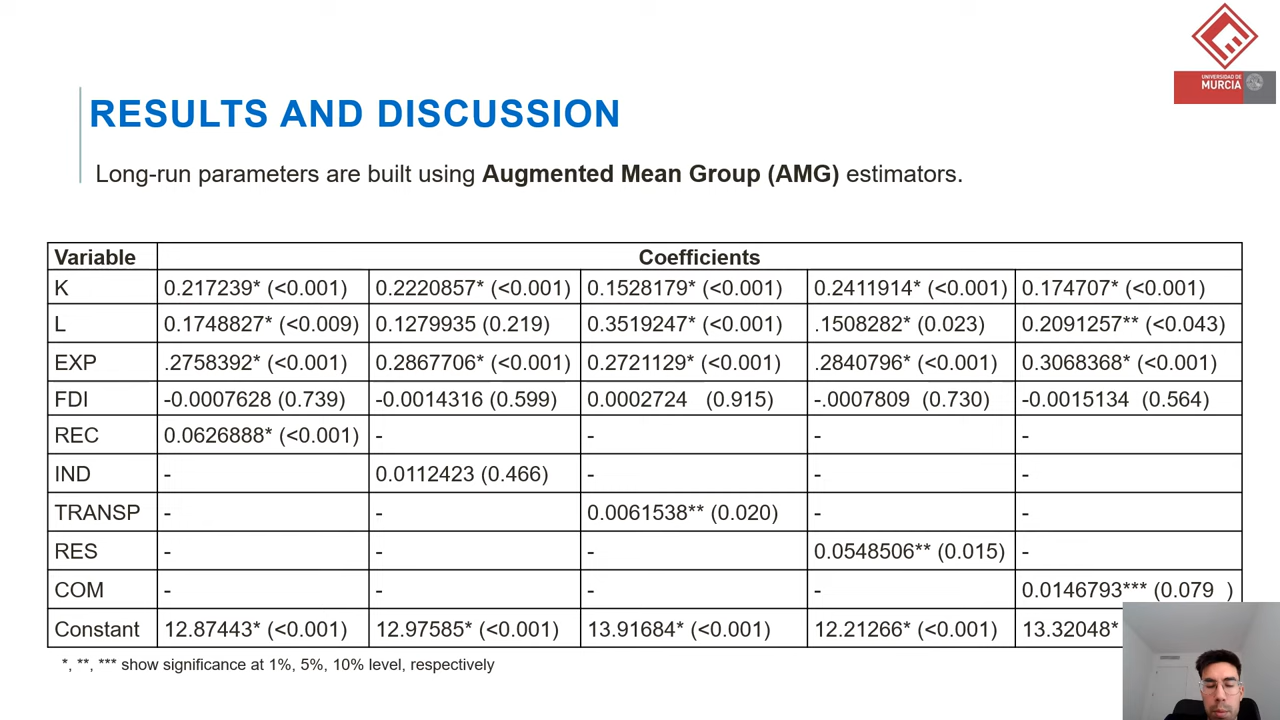 UNIVERSIDAD DE
MURCIA
RESULTS AND DISCUSSION
Long-run parameters are built using Augmented Mean Group (AMG) estimators.
Variable Coefficients
K 0.217239* (<0.001) 0.2220857* (<0.001) 0.1528179* (<0.001) 0.2411914* (<0.001) 0.174707* (<0.001)
L 0.1748827* (<0.009) 0.1279935 (0.219) 0.3519247* (<0.001) .1508282* (0.023) 0.2091257** (<0.043)
EXP .2758392* (<0.001) 0.2867706* (<0.001) 0.2721129* (<0.001) .2840796* (<0.001) 0.3068368* (<0.001)
FDI -0.0007628 (0.739) -0.0014316 (0.599) 0.0002724 (0.915) -.0007809 (0.730) -0.0015134 (0.564)
REC 0.0626888* (<0.001) - - - -
IND - 0.0112423 (0.466) - - -
TRANSP - - 0.0061538** (0.020) - -
RES - - - 0.0548506** (0.015) -
COM - - - - 0.0146793*** (0.079 )
Constant 12.87443* (<0.001) 12.97585* (<0.001) 13.91684* (<0.001) 12.21266* (<0.001) 13.32048*
*, **, *** show significance at 1%, 5%, 10% level, respectively